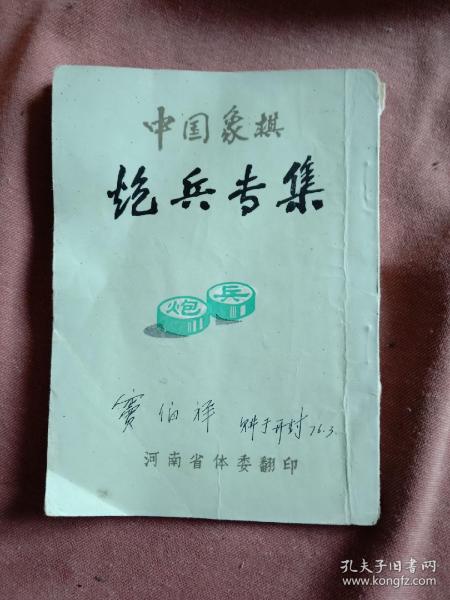 中国象棋
炮兵专集
炮 兵
窦伯祥 于开封 76.3.
河南省体委翻印
孔夫子旧书网
www.kongfz.com